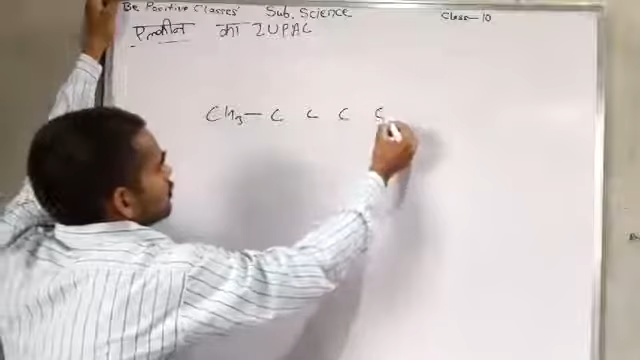 Be Positive Classes' Sub. Science Class-10
एल्कीन का IUPAC
CH3- C C C C